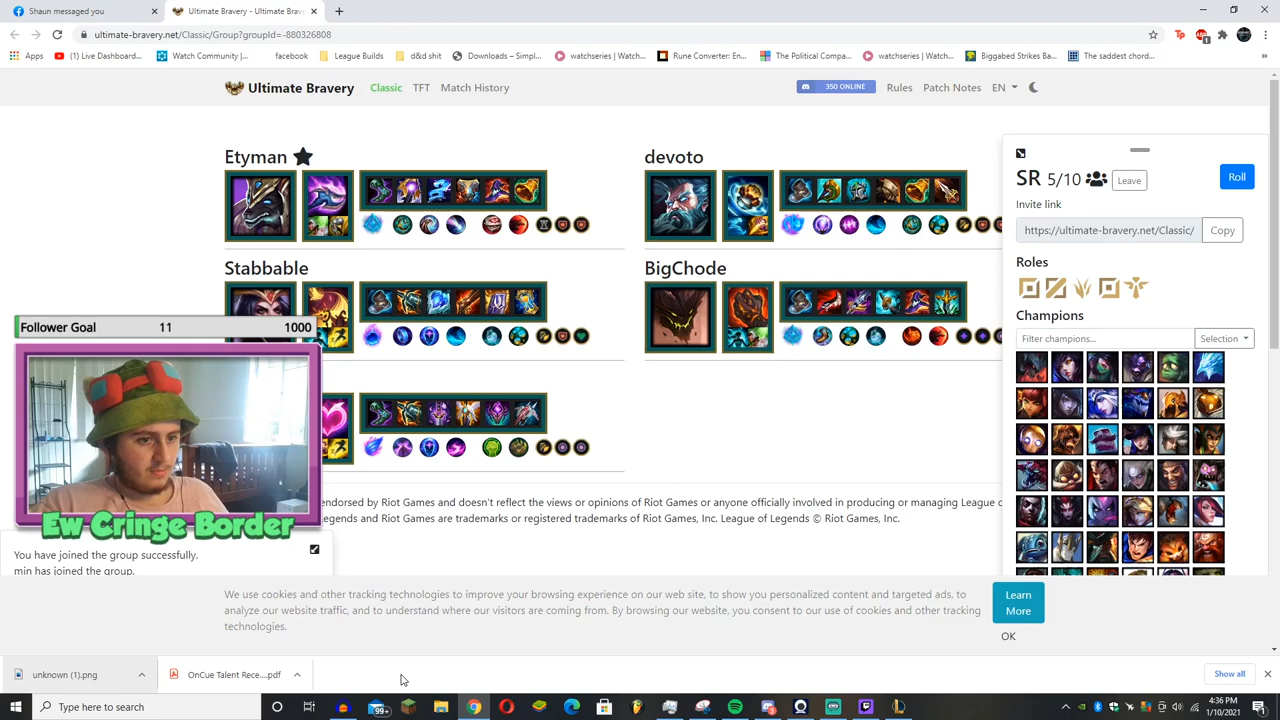 Shaun messaged you
Ultimate Bravery - Ultimate Brav
ultimate-bravery.net/Classic/Group?groupId=-880326808
Apps
(1) Live Dashboard...
Watch Community |...
facebook
League Builds
d&d shit
Downloads – Simpl...
watchseries | Watch...
Rune Converter: En...
The Political Compa...
watchseries | Watch...
Biggabed Strikes Ba...
The saddest chord...
Ultimate Bravery
Classic
TFT
Match History
350 ONLINE
Rules
Patch Notes
EN
Etyman
devoto
SR 5/10
Leave
Roll
Invite link
https://ultimate-bravery.net/Classic/
Copy
Stabbable
BigChode
Roles
Champions
Filter champions...
Selection
Follower Goal 11 1000
Ew Cringe Border
endorsed by Riot Games and doesn't reflect the views or opinions of Riot Games or anyone officially involved in producing or managing League o
egends and Riot Games are trademarks or registered trademarks of Riot Games, Inc. League of Legends © Riot Games, Inc.
You have joined the group successfully.
min has joined the group.
We use cookies and other tracking technologies to improve your browsing experience on our web site, to show you personalized content and targeted ads, to
analyze our website traffic, and to understand where our visitors are coming from. By browsing our website, you consent to our use of cookies and other tracking
technologies.
Learn
More
OK
unknown (1).png
OnCue Talent Rece....pdf
Show all
Type here to search
99+
4:36 PM
1/10/2021